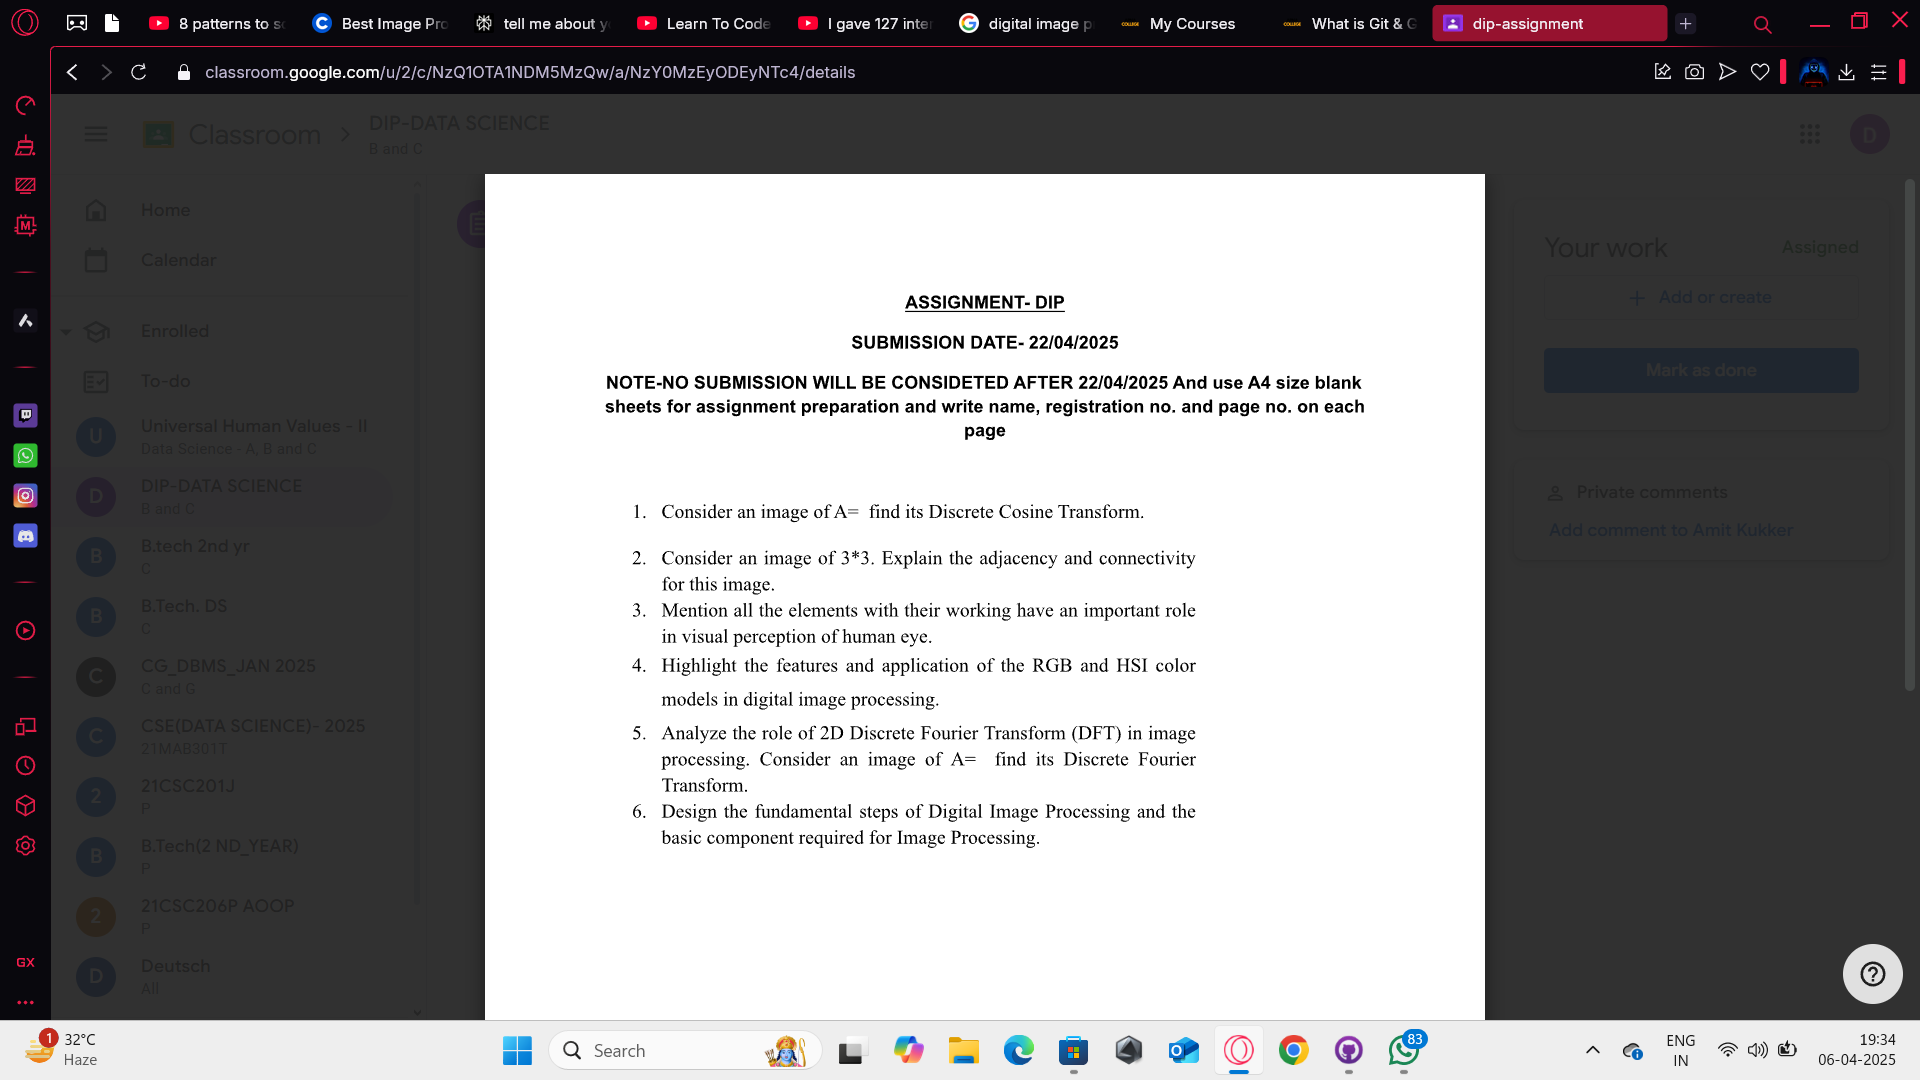 8 patterns to s
Best Image Pro
tell me about y
Learn To Code
I gave 127 inter
digital image p
My Courses
What is Git & G
dip-assignment
classroom.google.com/u/2/c/NzQ1OTA1NDM5MzQw/a/NzY0MzEyODEyNTc4/details
Classroom
DIP-DATA SCIENCE
B and C
D
Home
Calendar
Enrolled
To-do
U
Universal Human Values - II
Data Science - A, B and C
D
DIP-DATA SCIENCE
B and C
B
B.tech 2nd yr
C
B
B.Tech. DS
C
C
CG_DBMS_JAN 2025
C and G
C
CSE(DATA SCIENCE)- 2025
21MAB301T
2
21CSC201J
P
B
B.Tech(2 ND_YEAR)
P
2
21CSC206P AOOP
P
D
Deutsch
All
GX
ASSIGNMENT- DIP
SUBMISSION DATE- 22/04/2025
NOTE-NO SUBMISSION WILL BE CONSIDETED AFTER 22/04/2025 And use A4 size blank
sheets for assignment preparation and write name, registration no. and page no. on each
page
1. Consider an image of A= find its Discrete Cosine Transform.
2. Consider an image of 3*3. Explain the adjacency and connectivity
for this image.
3. Mention all the elements with their working have an important role
in visual perception of human eye.
4. Highlight the features and application of the RGB and HSI color
models in digital image processing.
5. Analyze the role of 2D Discrete Fourier Transform (DFT) in image
processing. Consider an image of A= find its Discrete Fourier
Transform.
6. Design the fundamental steps of Digital Image Processing and the
basic component required for Image Processing.
Your work
Assigned
+ Add or create
Mark as done
Private comments
Add comment to Amit Kukker
1
32°C
Haze
Search
83
ENG
IN
19:34
06-04-2025